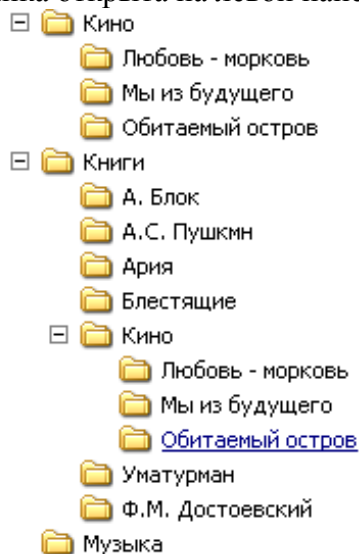 Кино
Любовь - морковь
Мы из будущего
Обитаемый остров
Книги
А. Блок
А.С. Пушкмн
Ария
Блестящие
Кино
Любовь - морковь
Мы из будущего
Обитаемый остров
Уматурман
Ф.М. Достоевский
Музыка